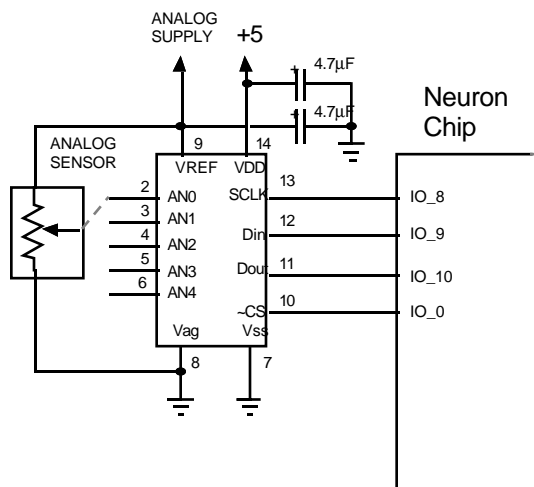 ANALOG
SUPPLY
+5
+
4.7µF
+
4.7µF
Neuron
Chip
ANALOG
SENSOR
9
14
VREF
VDD
2
AN0
SCLK
13
IO_8
3
AN1
4
AN2
Din
12
IO_9
5
AN3
Dout
11
IO_10
6
AN4
~CS
10
IO_0
Vag
Vss
8
7